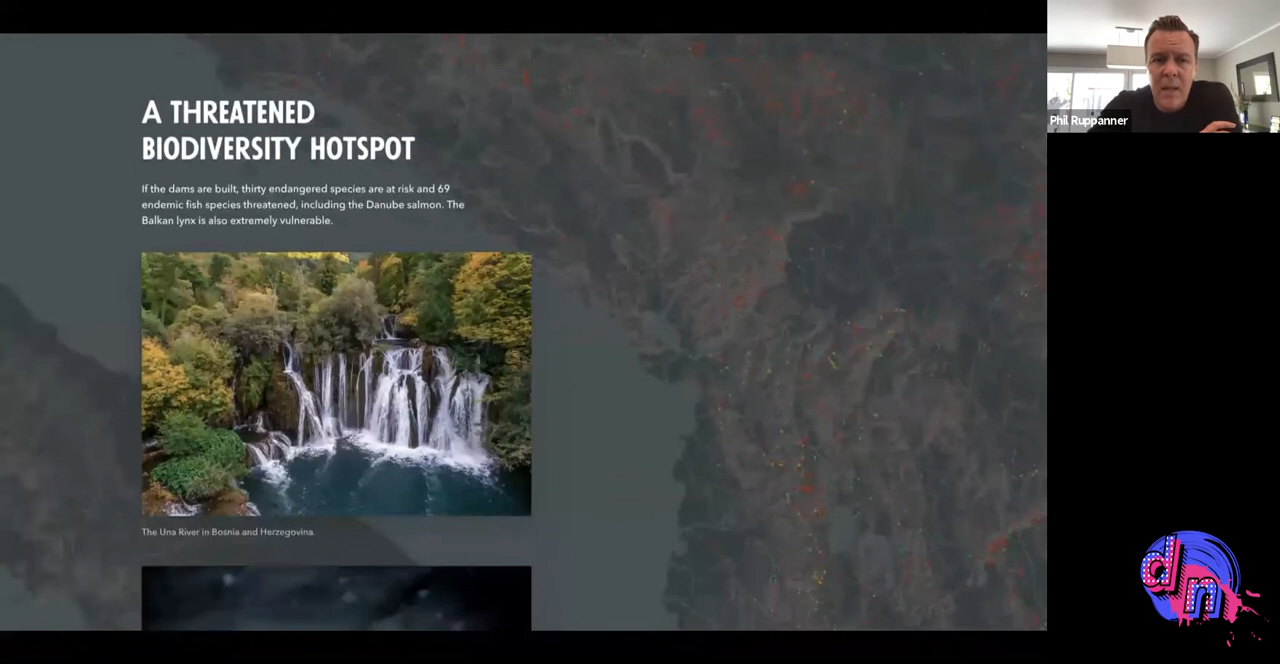 A THREATENED
BIODIVERSITY HOTSPOT
If the dams are built, thirty endangered species are at risk and 69
endemic fish species threatened, including the Danube salmon. The
Balkan lynx is also extremely vulnerable.
The Una River in Bosnia and Herzegovina.
Phil Ruppanner
dn